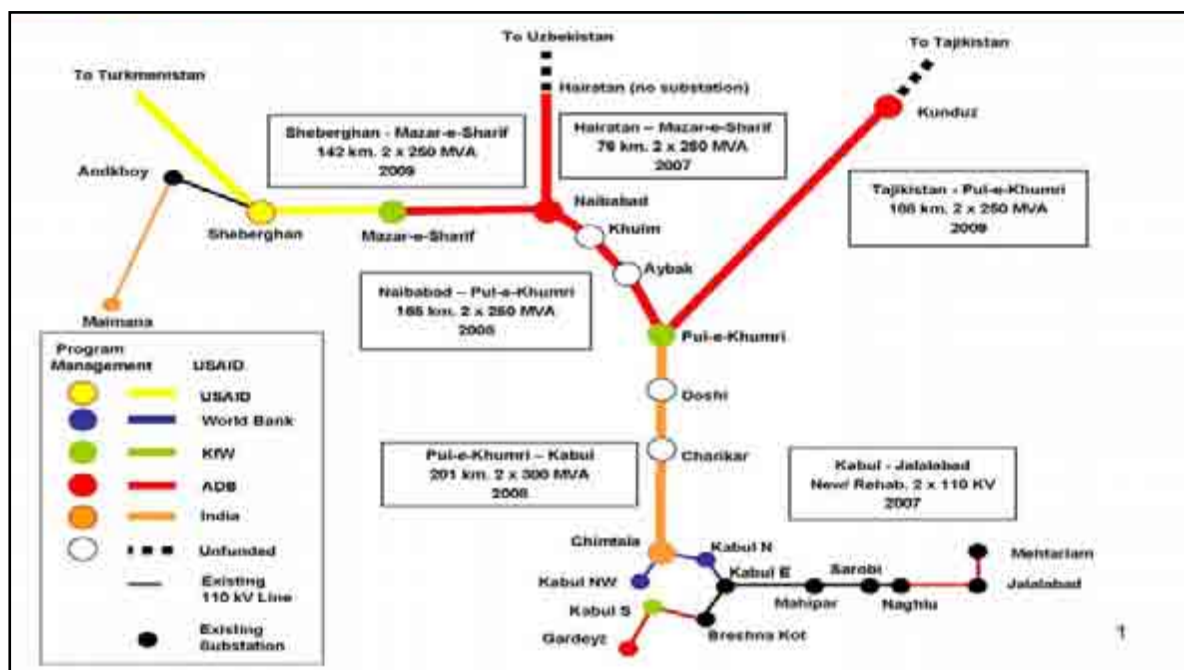 To Uzbekistan
To Tajikistan
To Turkmenistan
Hairatan (no substation)
Kunduz
Sheberghan - Mazar-e-Sharif
142 km. 2 x 250 MVA
2009
Hairatan – Mazar-e-Sharif
76 km. 2 x 250 MVA
2007
Tajikistan - Pul-e-Khumri
2 x 250 MVA
2009
Andkhoy
Naibabad
Sheberghan
Mazar-e-Sharif
Khulm
Aybak
Naibabad – Pul-e-Khumri
2 x 250 MVA
Maimana
Pul-e-Khumri
Program
Management
USAID
USAID
World Bank
KfW
ADB
India
Unfunded
Existing
110 kV Line
Existing
Substation
Doshi
Charikar
Pul-e-Khumri – Kabul
201 km. 2 x 300 MVA
Kabul - Jalalabad
New/ Rehab. 2 x 110 KV
2007
Chimtala
Kabul N
Mehtarlam
Kabul NW
Kabul E
Sarobi
Jalalabad
Mahipar
Naghlu
Kabul S
Gardeyz
Breshna Kot
1